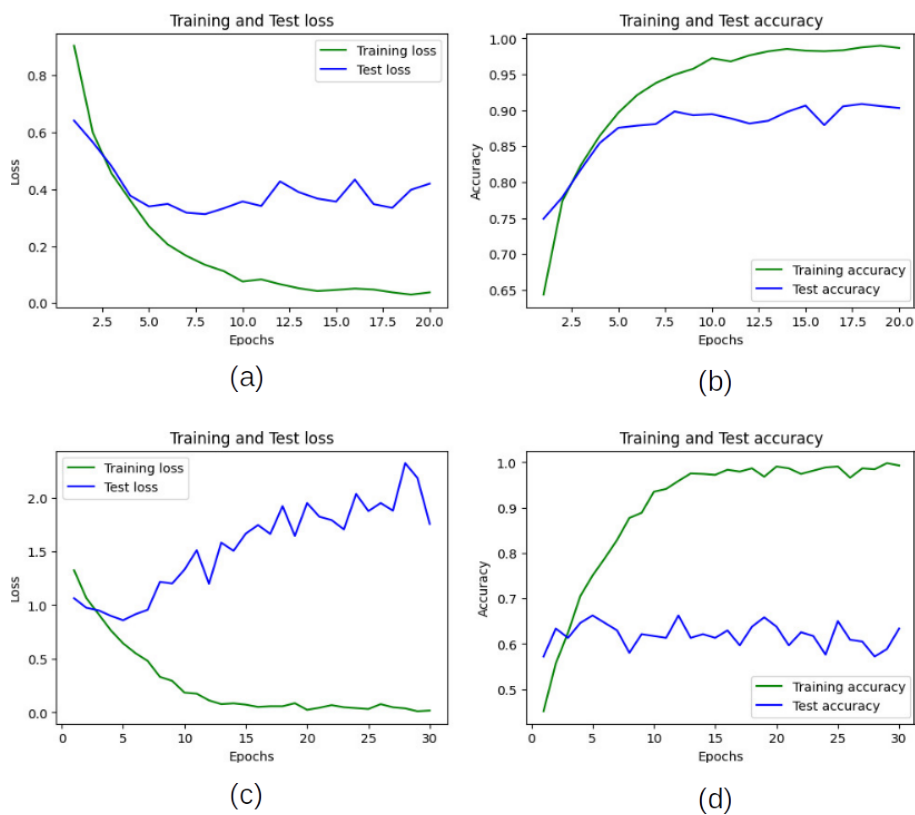 Training and Test loss
Training loss
Test loss
0.8
0.6
0.4
0.2
0.0
Loss
2.5
5.0
7.5
10.0
12.5
15.0
17.5
20.0
Epochs
(a)
Training and Test accuracy
1.00
0.95
0.90
0.85
0.80
0.75
0.70
0.65
Accuracy
Training accuracy
Test accuracy
2.5
5.0
7.5
10.0
12.5
15.0
17.5
20.0
Epochs
(b)
Training and Test loss
Training loss
Test loss
2.0
1.5
1.0
0.5
0.0
Loss
0
5
10
15
20
25
30
Epochs
(c)
Training and Test accuracy
1.0
0.9
0.8
0.7
0.6
0.5
Accuracy
Training accuracy
Test accuracy
0
5
10
15
20
25
30
Epochs
(d)